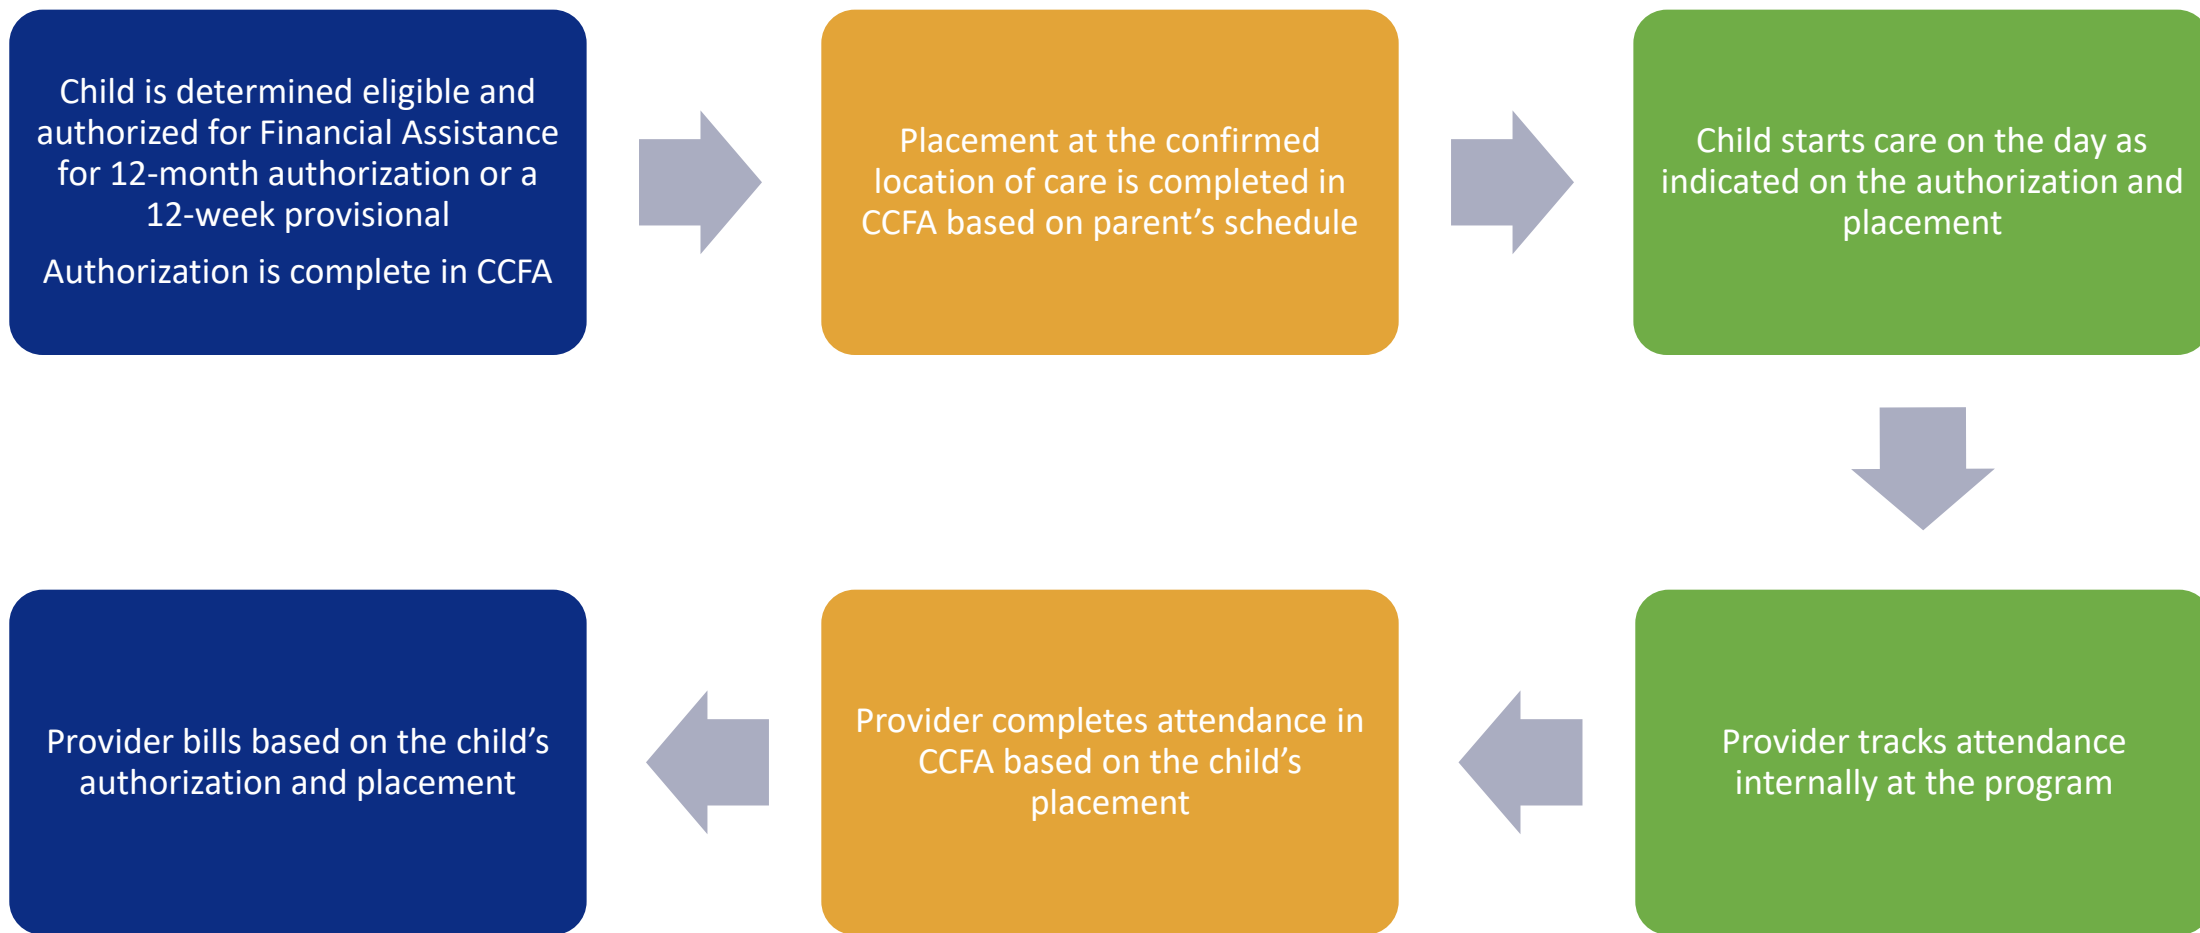 Child is determined eligible and
authorized for Financial Assistance
for 12-month authorization or a
12-week provisional
Authorization is complete in CCFA
Placement at the confirmed
location of care is completed in
CCFA based on parent’s schedule
Child starts care on the day as
indicated on the authorization and
placement
Provider tracks attendance
internally at the program
Provider completes attendance in
CCFA based on the child’s
placement
Provider bills based on the child’s
authorization and placement